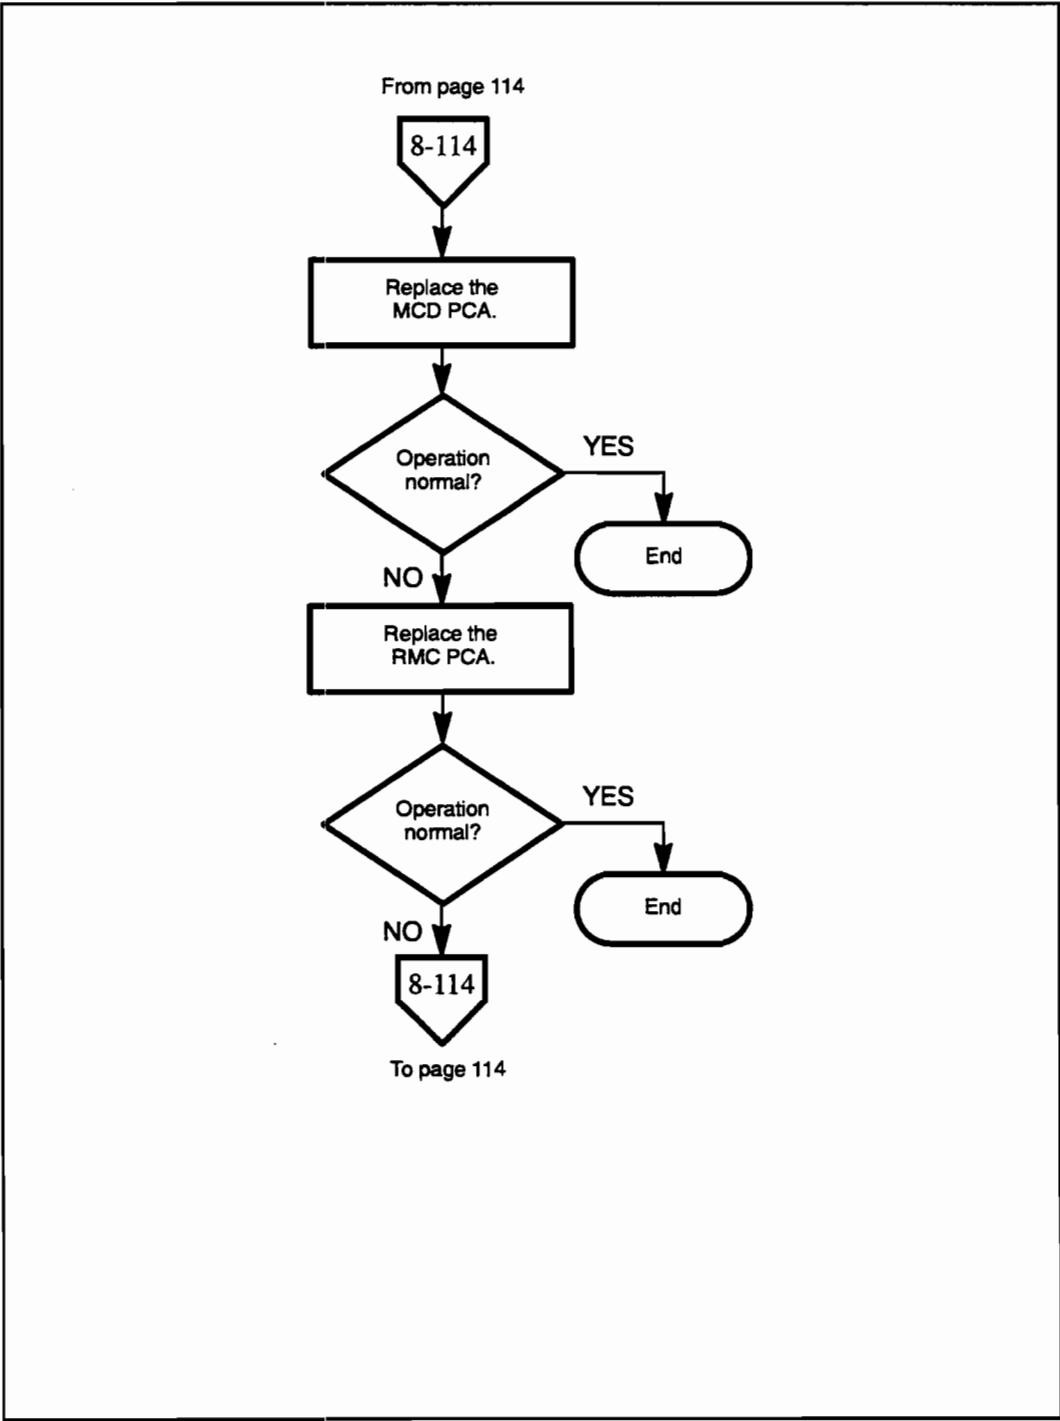 From page 114
8-114
Replace the
MCD PCA.
Operation
normal?
YES
End
NO
Replace the
RMC PCA.
Operation
normal?
YES
End
NO
8-114
To page 114